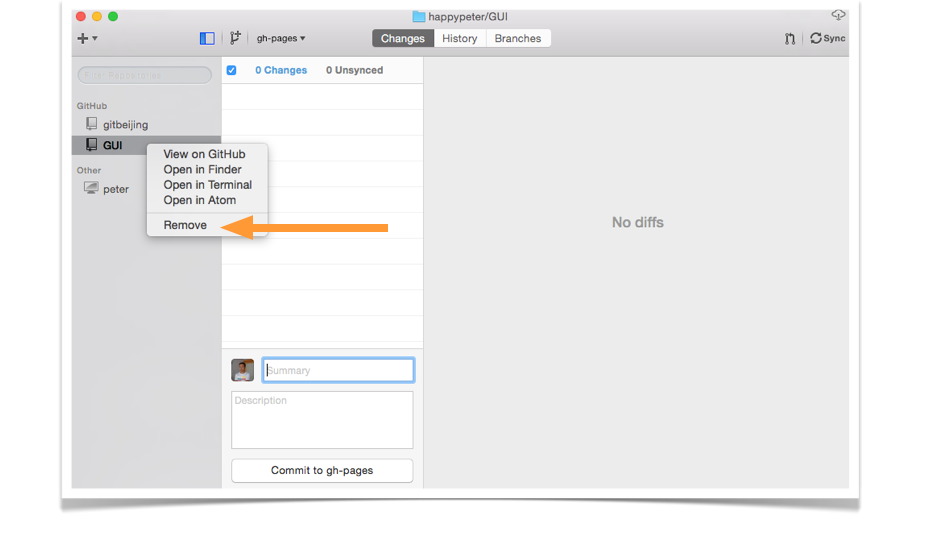 happypeter/GUI
gh-pages
Changes
History
Branches
Sync
Filter Repositories
0 Changes
0 Unsynced
GitHub
gitbeijing
GUI
Other
peter
View on GitHub
Open in Finder
Open in Terminal
Open in Atom
Remove
No diffs
Summary
Description
Commit to gh-pages